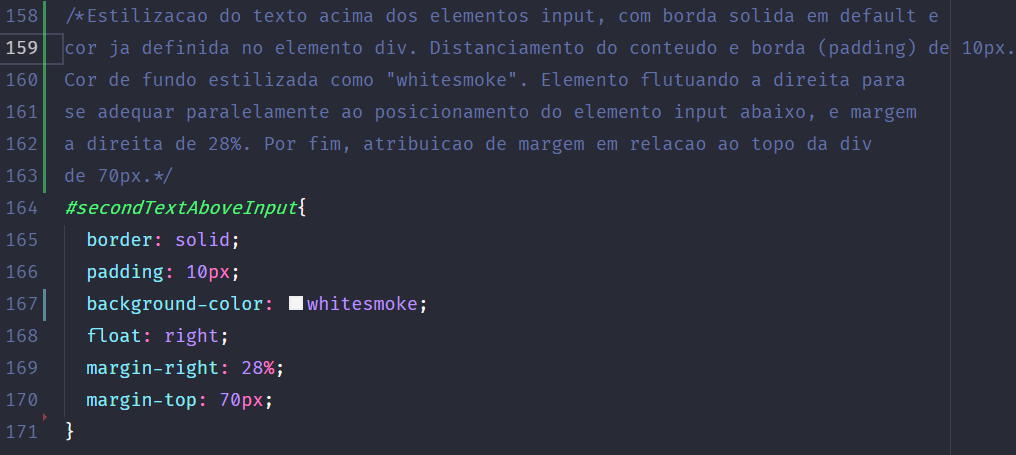 158 /*Estilizacao do texto acima dos elementos input, com borda solida em default e
159 cor ja definida no elemento div. Distanciamento do conteudo e borda (padding) de 10px.
160 Cor de fundo estilizada como "whitesmoke". Elemento flutuando a direita para
161 se adequar paralelamente ao posicionamento do elemento input abaixo, e margem
162 a direita de 28%. Por fim, atribuicao de margem em relacao ao topo da div
163 de 70px.*/
164 #secondTextAboveInput{
165 border: solid;
166 padding: 10px;
167 background-color: whitesmoke;
168 float: right;
169 margin-right: 28%;
170 margin-top: 70px;
171 }